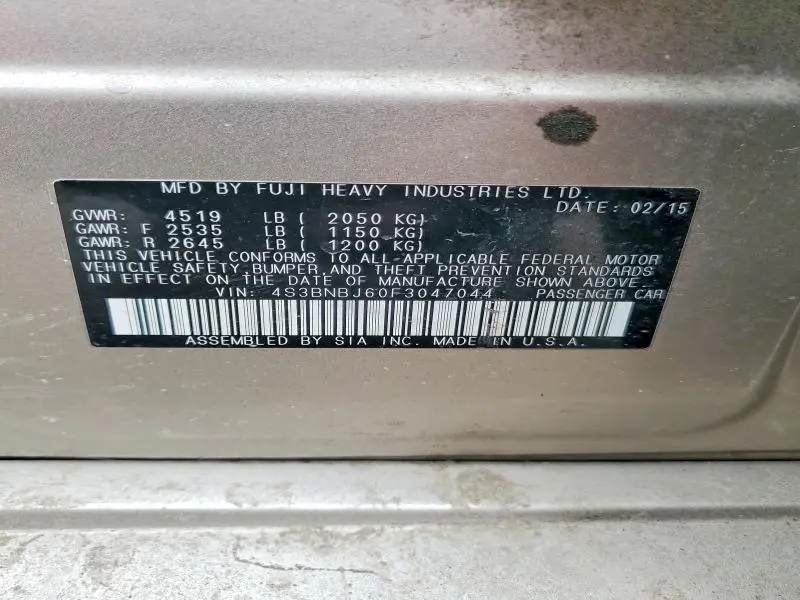 MFD BY FUJI HEAVY INDUSTRIES LTD.
DATE: 02/15
GVWR: 4519 LB ( 2050 KG)
GAWR: F 2535 LB ( 1150 KG)
GAWR: R 2645 LB ( 1200 KG)
THIS VEHICLE CONFORMS TO ALL APPLICABLE FEDERAL MOTOR
VEHICLE SAFETY,BUMPER,AND THEFT PREVENTION STANDARDS
IN EFFECT ON THE DATE OF MANUFACTURE SHOWN ABOVE.
VIN: 4S3BNBJ60F3047044 PASSENGER CAR
ASSEMBLED BY SIA INC. MADE IN U.S.A.